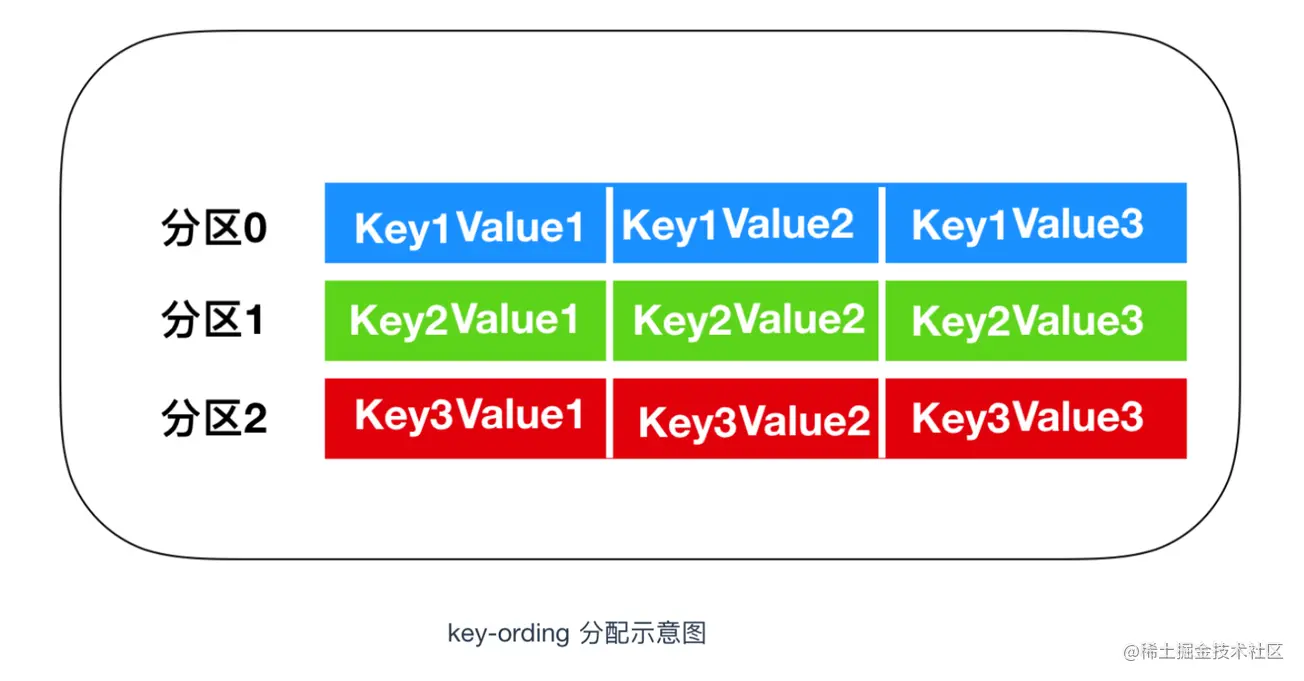 分区0 Key1Value1 Key1Value2 Key1Value3
分区1 Key2Value1 Key2Value2 Key2Value3
分区2 Key3Value1 Key3Value2 Key3Value3
key-ording 分配示意图
@稀土掘金技术社区